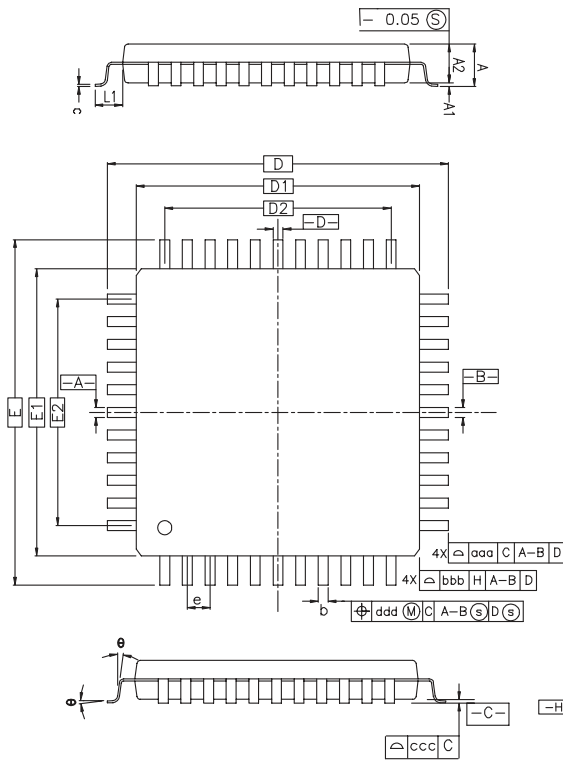 - 0.05 Ⓢ
A2
A
L1
c
A1
D
D1
D2
-D-
-A-
-B-
E
E1
E2
4X ⌓ aaa C A-B D
4X ⌓ bbb H A-B D
e
b
⌖ ddd Ⓜ C A-B ⓢ D ⓢ
θ
θ
-C-
-H
⌓ ccc C